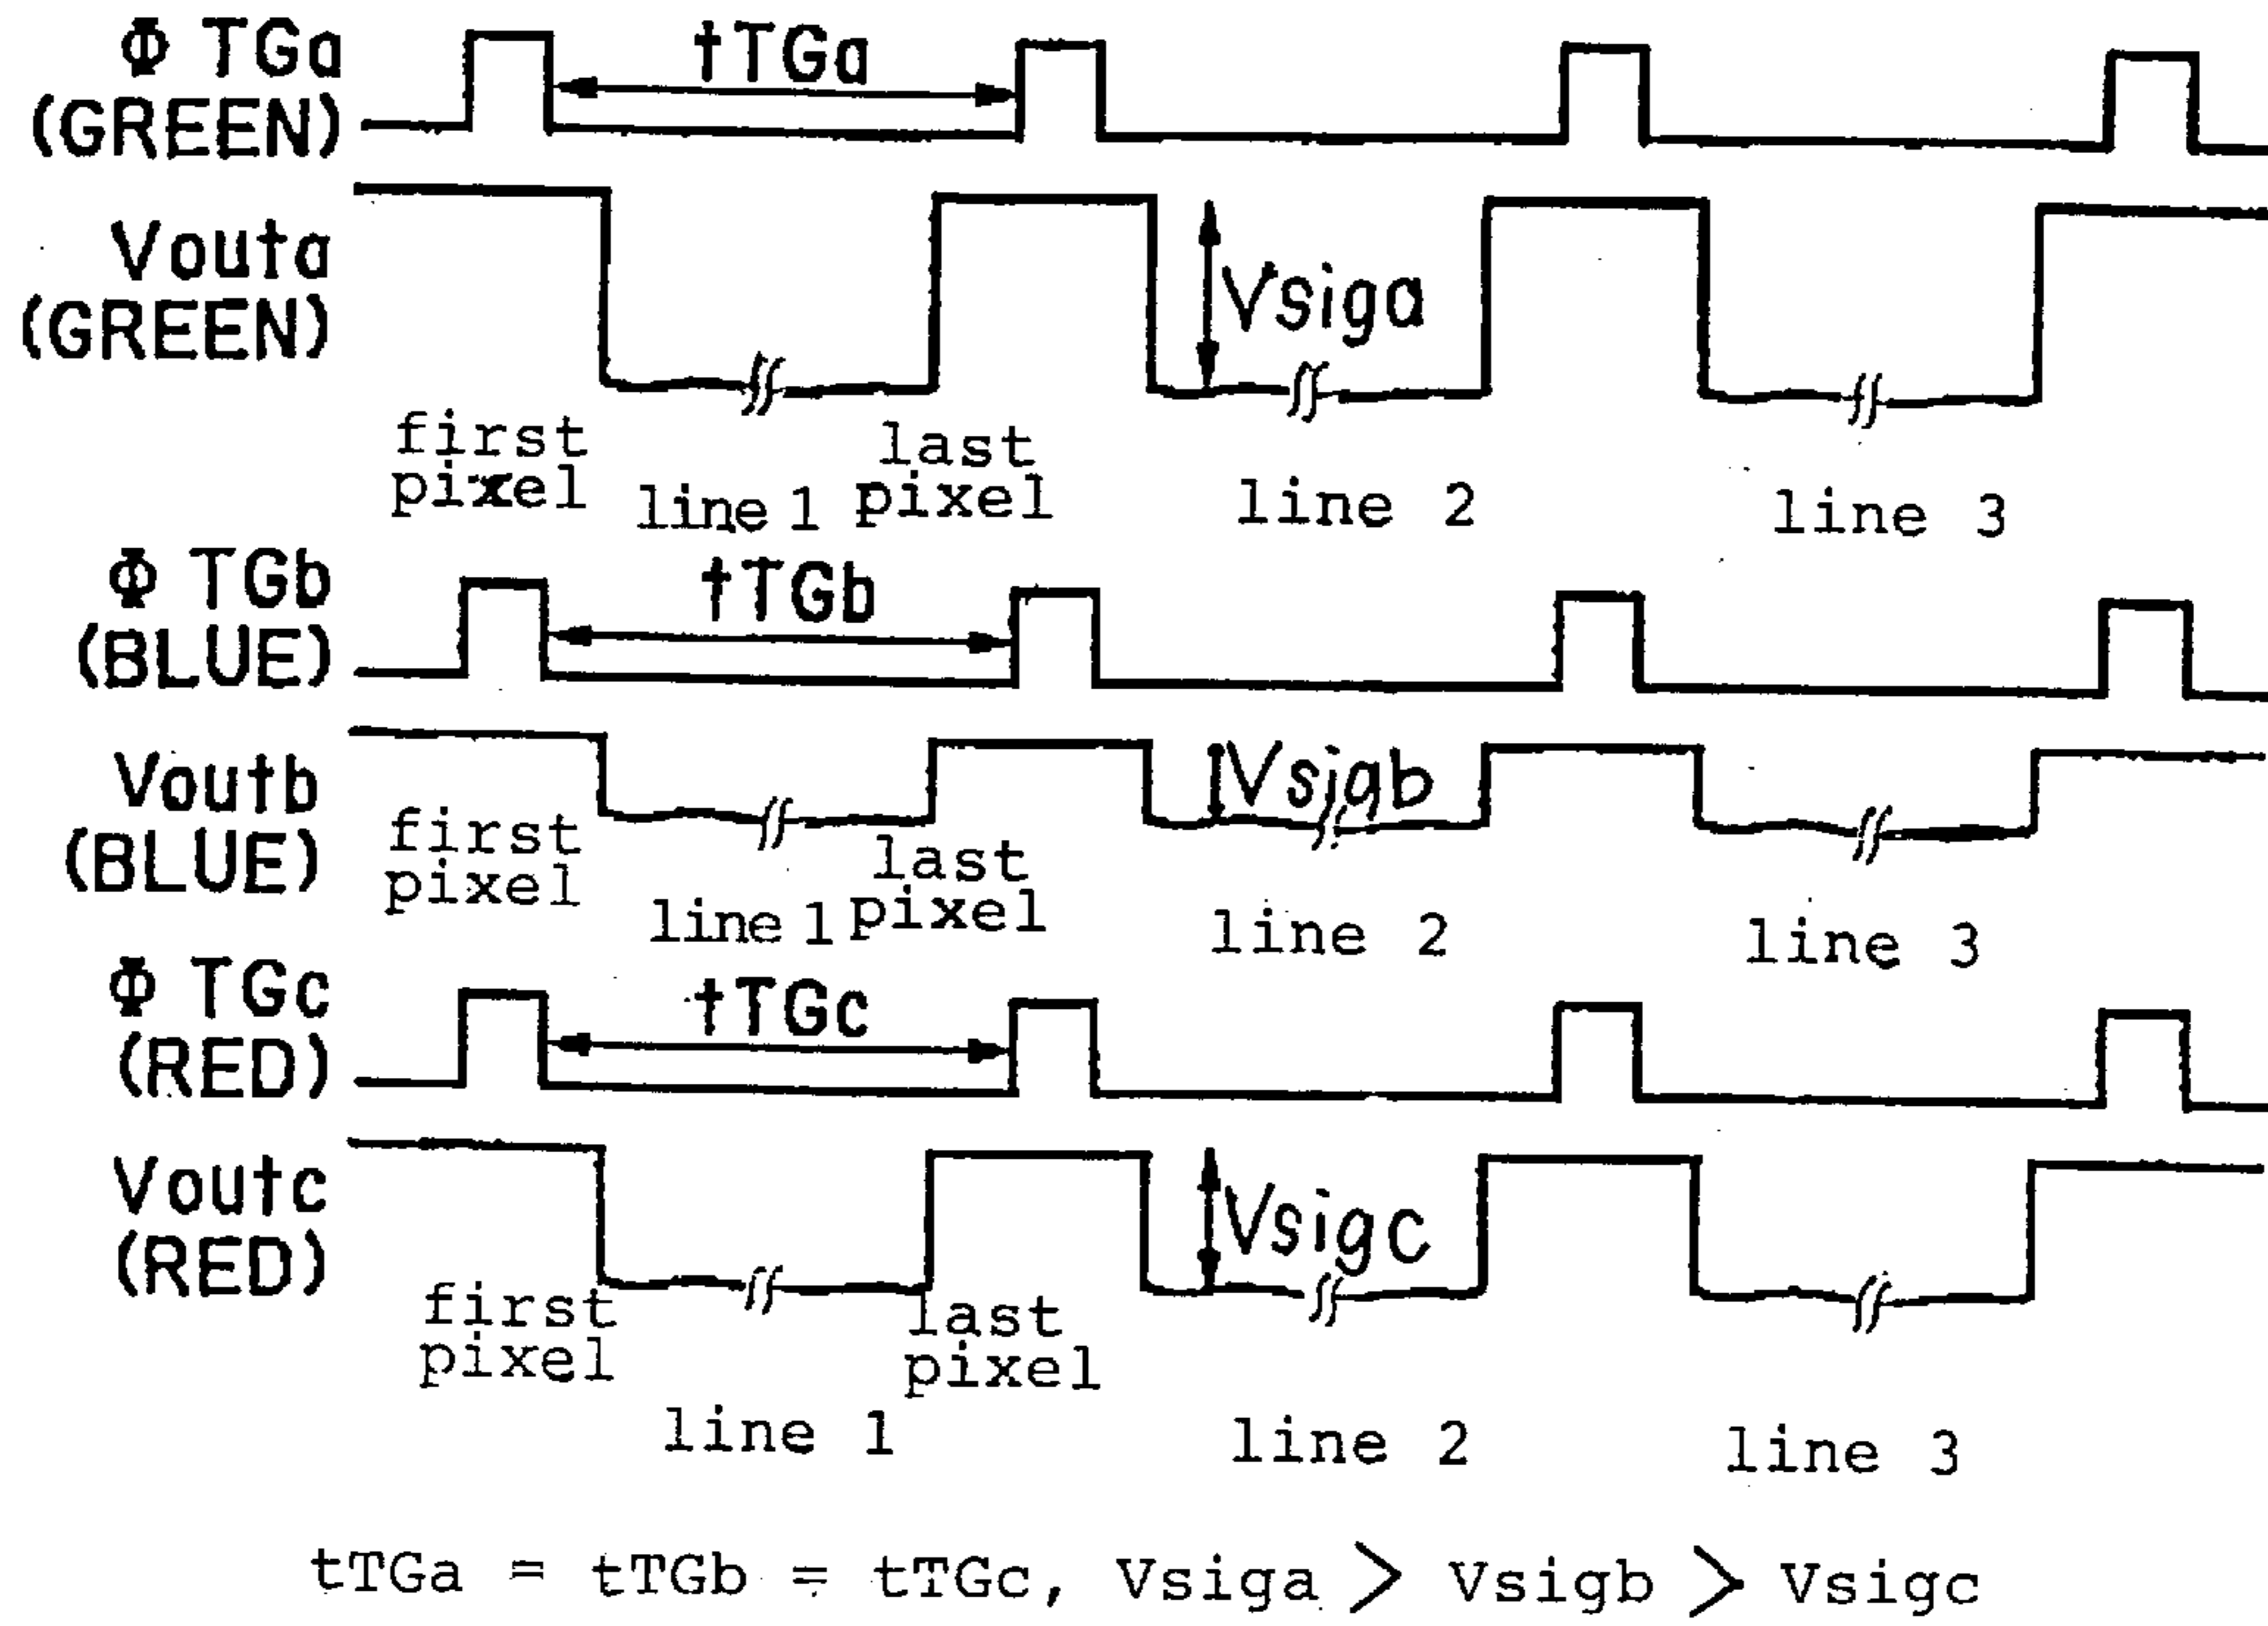 Φ TGa
(GREEN)
tTGa
Vouta
(GREEN)
Vsiga
first
pixel
line 1
last
pixel
line 2
line 3
Φ TGb
(BLUE)
tTGb
Voutb
(BLUE)
Vsigb
first
pixel
line 1
last
pixel
line 2
line 3
Φ TGc
(RED)
tTGc
Voutc
(RED)
Vsigc
first
pixel
last
pixel
line 1
line 2
line 3
tTGa = tTGb = tTGc, Vsiga > Vsigb > Vsigc